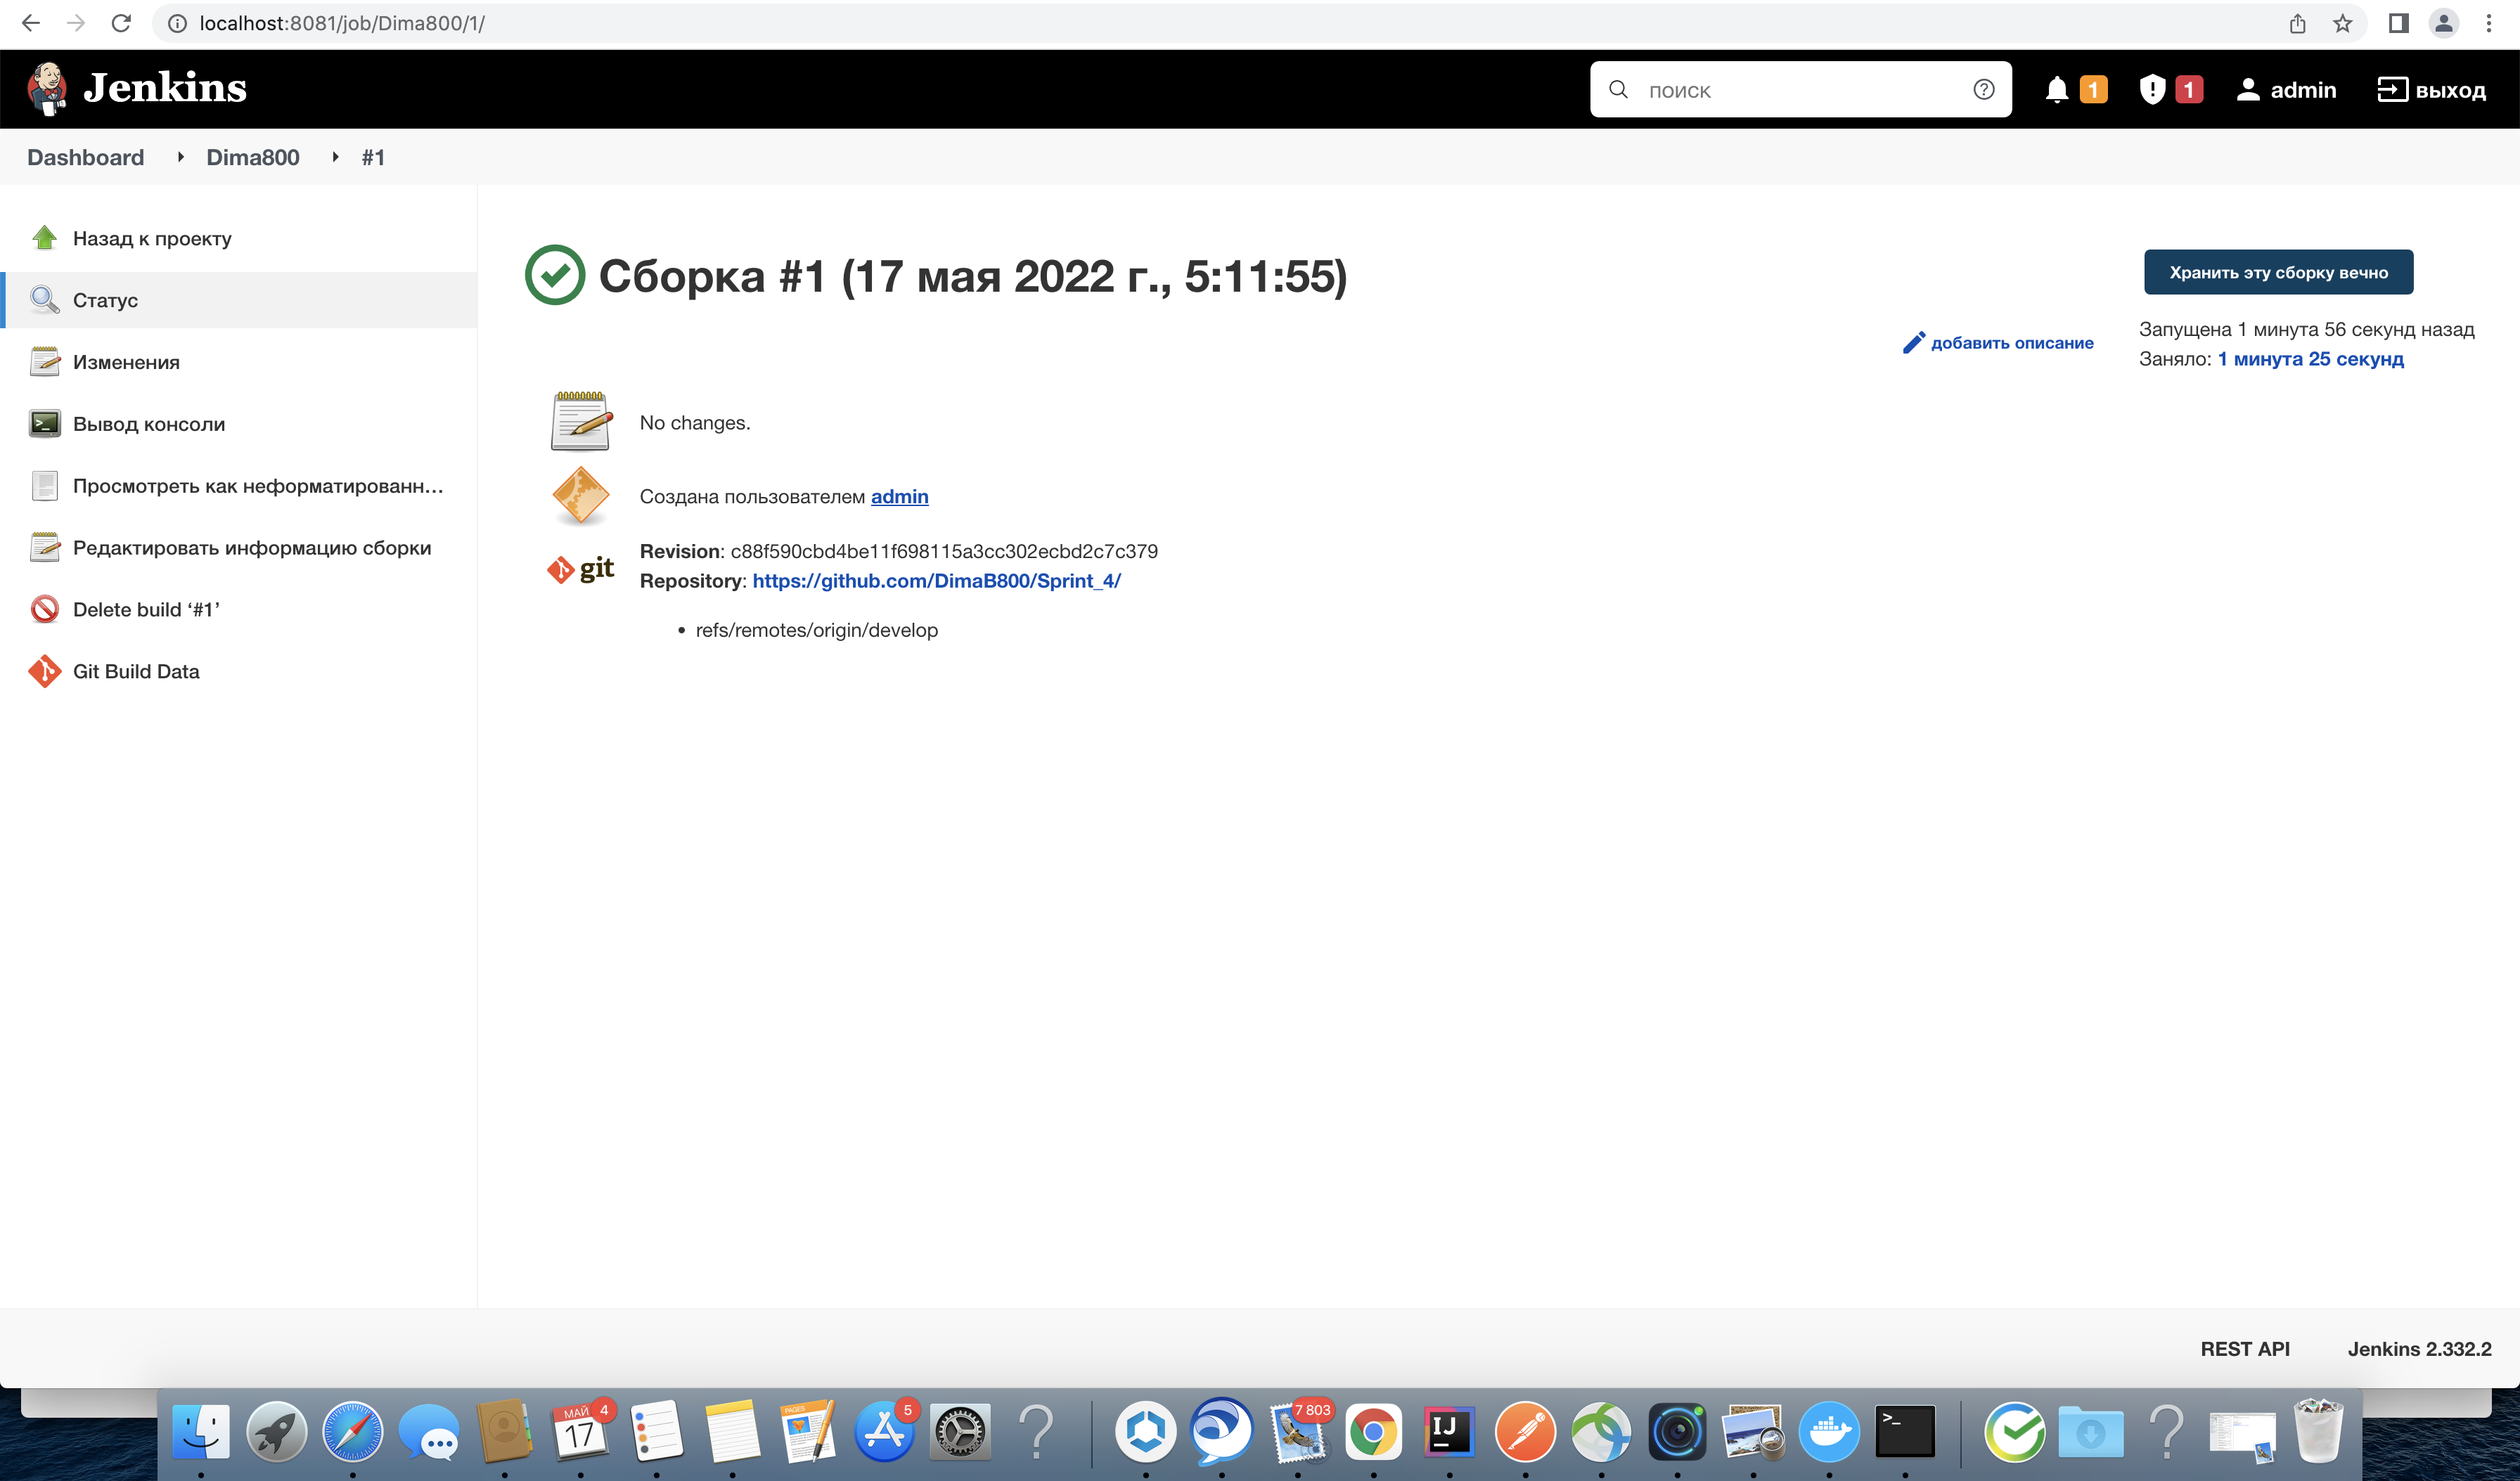 localhost:8081/job/Dima800/1/
Jenkins
поиск
1
1
admin
выход
Dashboard
Dima800
#1
Назад к проекту
Статус
Изменения
Вывод консоли
Просмотреть как неформатированн...
Редактировать информацию сборки
Delete build ‘#1’
Git Build Data
Сборка #1 (17 мая 2022 г., 5:11:55)
Хранить эту сборку вечно
добавить описание
Запущена 1 минута 56 секунд назад
Заняло: 1 минута 25 секунд
No changes.
Создана пользователем admin
git
Revision: c88f590cbd4be11f698115a3cc302ecbd2c7c379
Repository: https://github.com/DimaB800/Sprint_4/
• refs/remotes/origin/develop
REST API
Jenkins 2.332.2
МАЙ
17
4
PAGES
5
7 803
IJ
>_